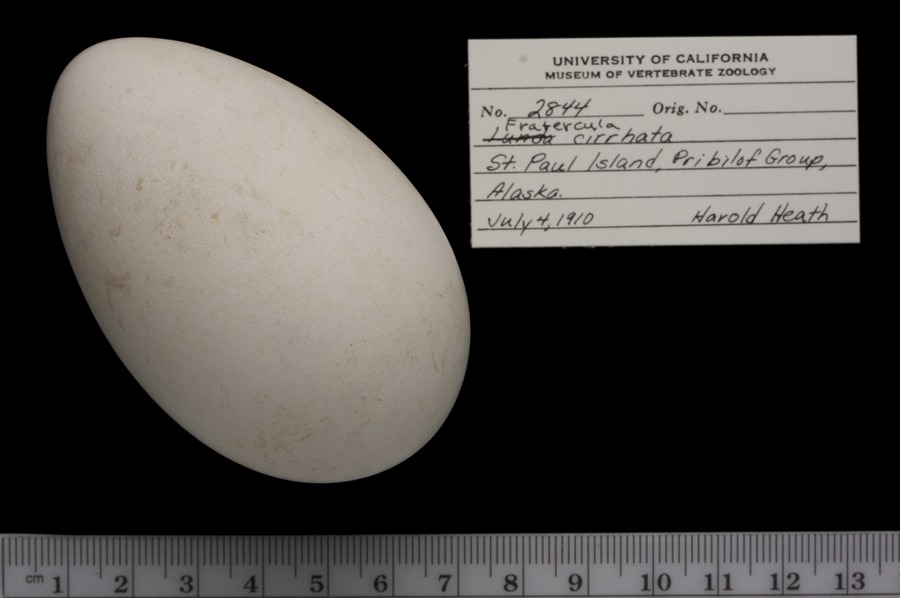 UNIVERSITY OF CALIFORNIA
MUSEUM OF VERTEBRATE ZOOLOGY
No. 2844 Orig. No.
Fratercula
Lunda cirrhata
St. Paul Island, Pribilof Group,
Alaska.
July 4, 1910 Harold Heath
cm 1 2 3 4 5 6 7 8 9 10 11 12 13